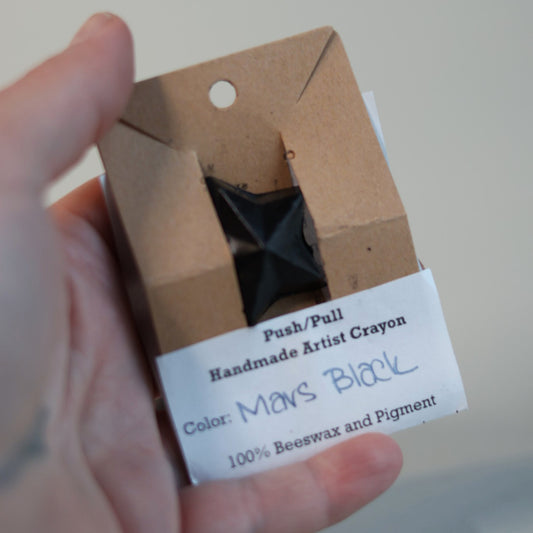 Push/Pull
Handmade Artist Crayon
Color: Mars Black
100% Beeswax and Pigment